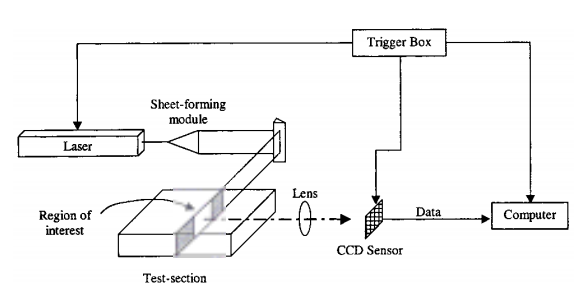 Trigger Box
Sheet-forming
module
Laser
Lens
Region of
interest
Data
Computer
CCD Sensor
Test-section